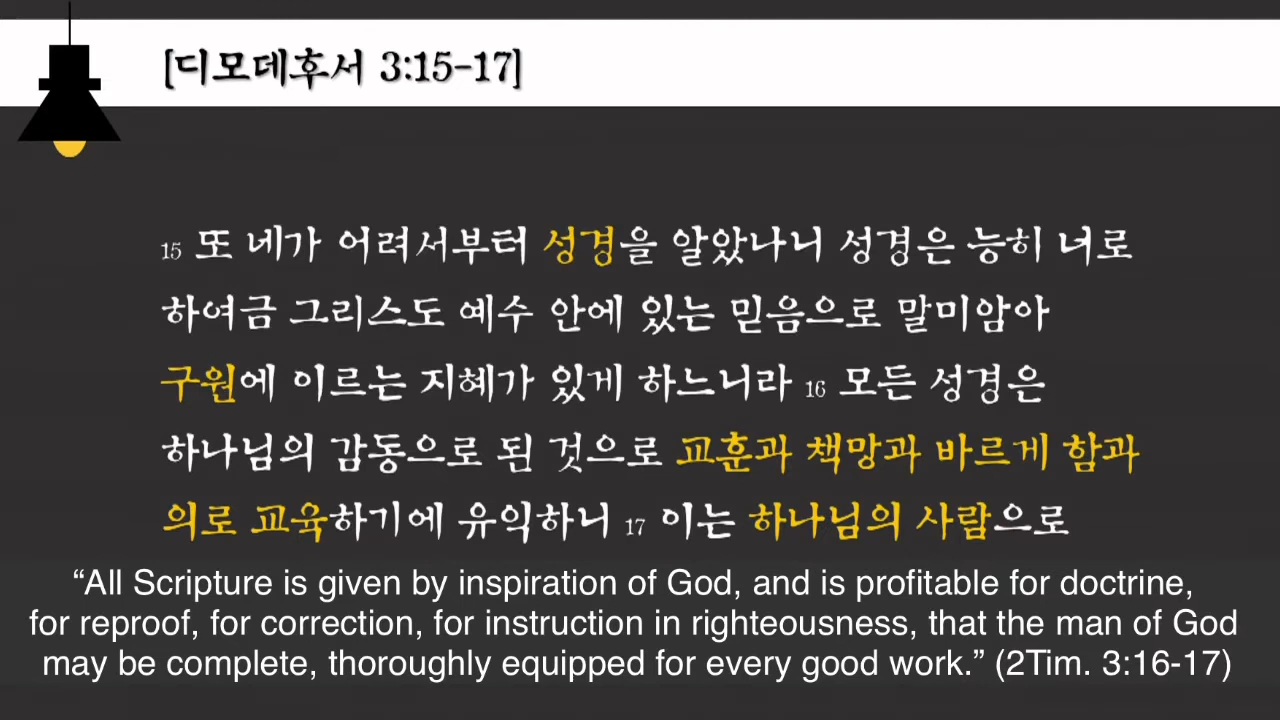 [디모데후서 3:15-17]
15 또 네가 어려서부터 성경을 알았나니 성경은 능히 너로
하여금 그리스도 예수 안에 있는 믿음으로 말미암아
구원에 이르는 지혜가 있게 하느니라 16 모든 성경은
하나님의 감동으로 된 것으로 교훈과 책망과 바르게 함과
의로 교육하기에 유익하니 17 이는 하나님의 사람으로
“All Scripture is given by inspiration of God, and is profitable for doctrine,
for reproof, for correction, for instruction in righteousness, that the man of God
may be complete, thoroughly equipped for every good work.” (2Tim. 3:16-17)